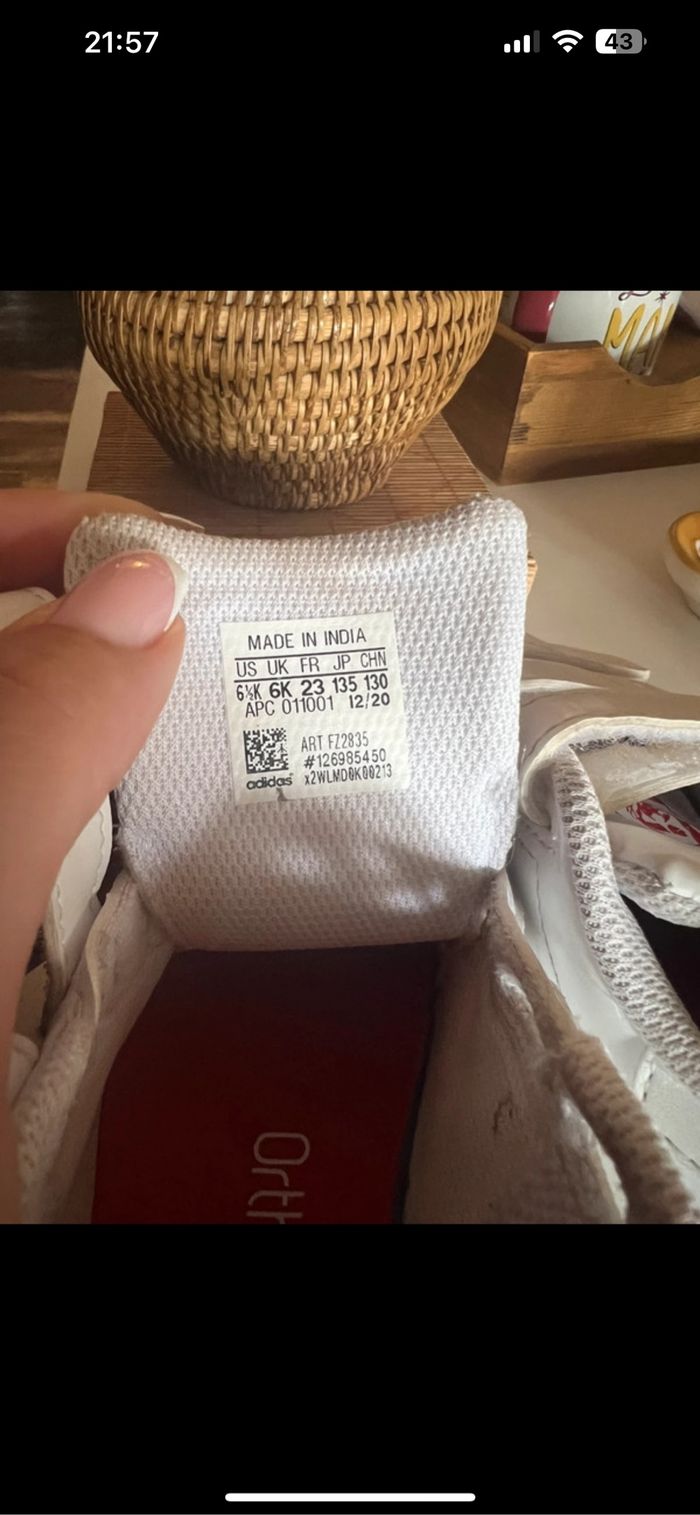 21:57
43
MA
MADE IN INDIA
US UK FR JP CHN
6½K 6K 23 135 130
APC 011001 12/20
ART FZ2835
#126985450
adidas x2WLMD0K00213
Orth